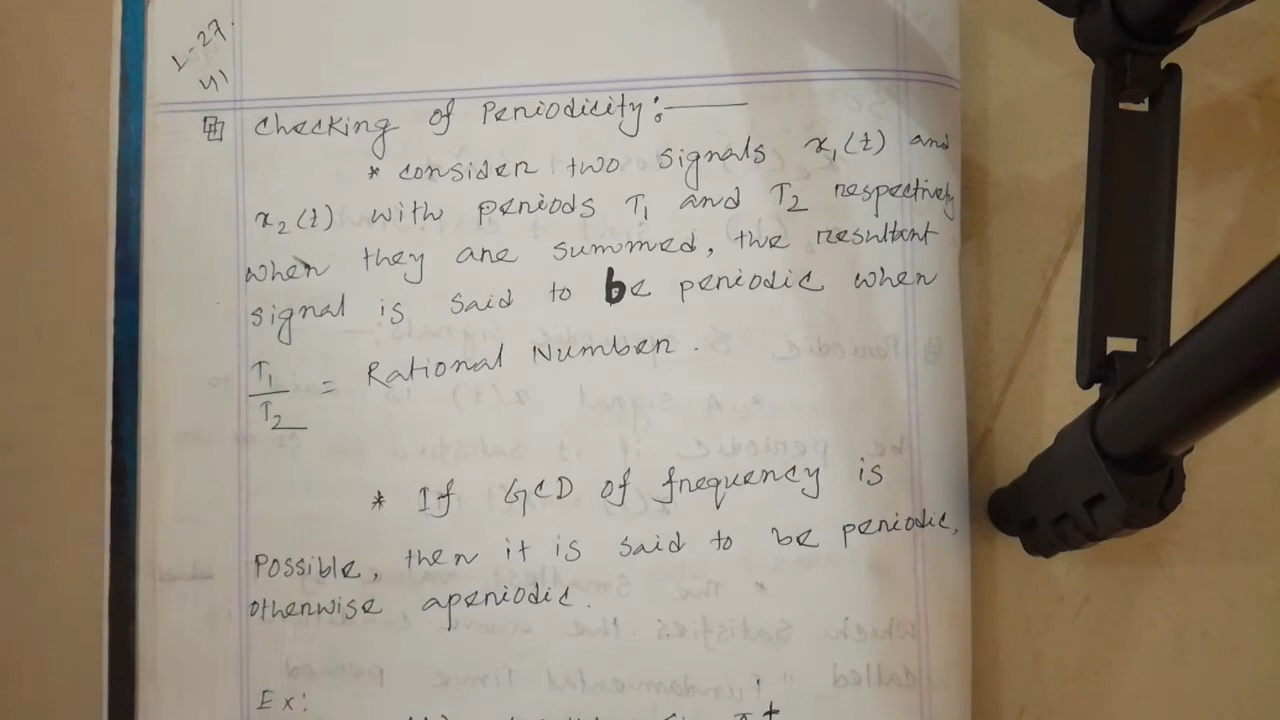 L-27.
41
Checking of Periodicity:
* consider two signals x₁(t) and
x₂(t) with periods T₁ and T₂ respectively
when they are summed, the resultant
signal is said to be periodic when
T₁/T₂ = Rational Number.
* If GCD of frequency is
Possible, then it is said to be periodic,
otherwise aperiodic.
Ex: